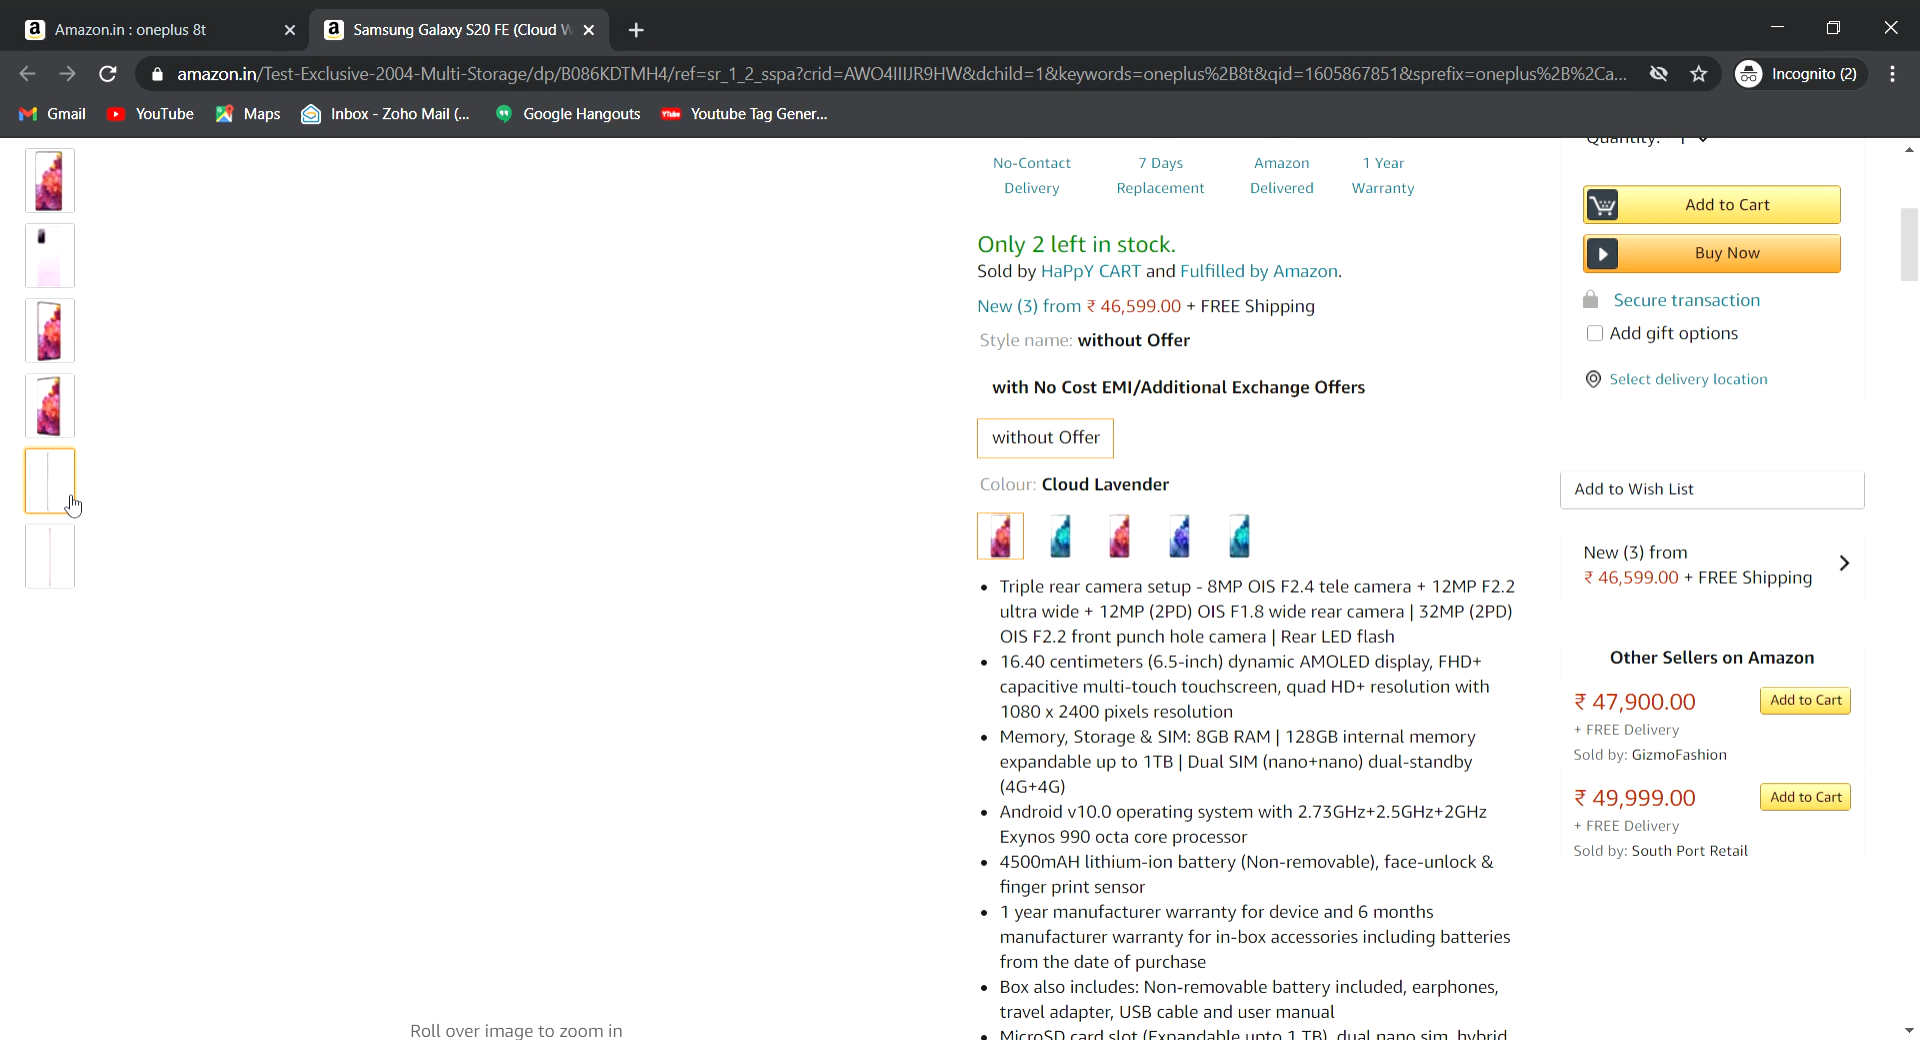 Amazon.in : oneplus 8t
Samsung Galaxy S20 FE (Cloud W
amazon.in/Test-Exclusive-2004-Multi-Storage/dp/B086KDTMH4/ref=sr_1_2_sspa?crid=AWO4IIIJR9HW&dchild=1&keywords=oneplus%2B8t&qid=1605867851&sprefix=oneplus%2B%2Ca...
Incognito (2)
Gmail
YouTube
Maps
Inbox - Zoho Mail (...
Google Hangouts
Youtube Tag Gener...
No-Contact
Delivery
7 Days
Replacement
Amazon
Delivered
1 Year
Warranty
Only 2 left in stock.
Sold by HaPpY CART and Fulfilled by Amazon.
New (3) from ₹ 46,599.00 + FREE Shipping
Style name: without Offer
with No Cost EMI/Additional Exchange Offers
without Offer
Colour: Cloud Lavender
• Triple rear camera setup - 8MP OIS F2.4 tele camera + 12MP F2.2
ultra wide + 12MP (2PD) OIS F1.8 wide rear camera | 32MP (2PD)
OIS F2.2 front punch hole camera | Rear LED flash
• 16.40 centimeters (6.5-inch) dynamic AMOLED display, FHD+
capacitive multi-touch touchscreen, quad HD+ resolution with
1080 x 2400 pixels resolution
• Memory, Storage & SIM: 8GB RAM | 128GB internal memory
expandable up to 1TB | Dual SIM (nano+nano) dual-standby
(4G+4G)
• Android v10.0 operating system with 2.73GHz+2.5GHz+2GHz
Exynos 990 octa core processor
• 4500mAH lithium-ion battery (Non-removable), face-unlock &
finger print sensor
• 1 year manufacturer warranty for device and 6 months
manufacturer warranty for in-box accessories including batteries
from the date of purchase
• Box also includes: Non-removable battery included, earphones,
travel adapter, USB cable and user manual
• MicroSD card slot (Expandable upto 1 TB), dual nano sim, hybrid
Roll over image to zoom in
Quantity: 1
Add to Cart
Buy Now
Secure transaction
Add gift options
Select delivery location
Add to Wish List
New (3) from
₹ 46,599.00 + FREE Shipping
Other Sellers on Amazon
₹ 47,900.00
Add to Cart
+ FREE Delivery
Sold by: GizmoFashion
₹ 49,999.00
Add to Cart
+ FREE Delivery
Sold by: South Port Retail